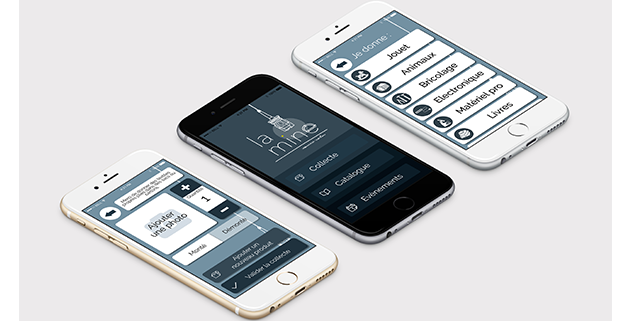 Je donne
Jouet
Animaux
Bricolage
Electronique
Matériel pro
Livres
la
mine
Collecte
Catalogue
Evènements
Ajouter
une photo
1
Monté
Démonté
Ajouter un
nouveau produit
Valider la collecte